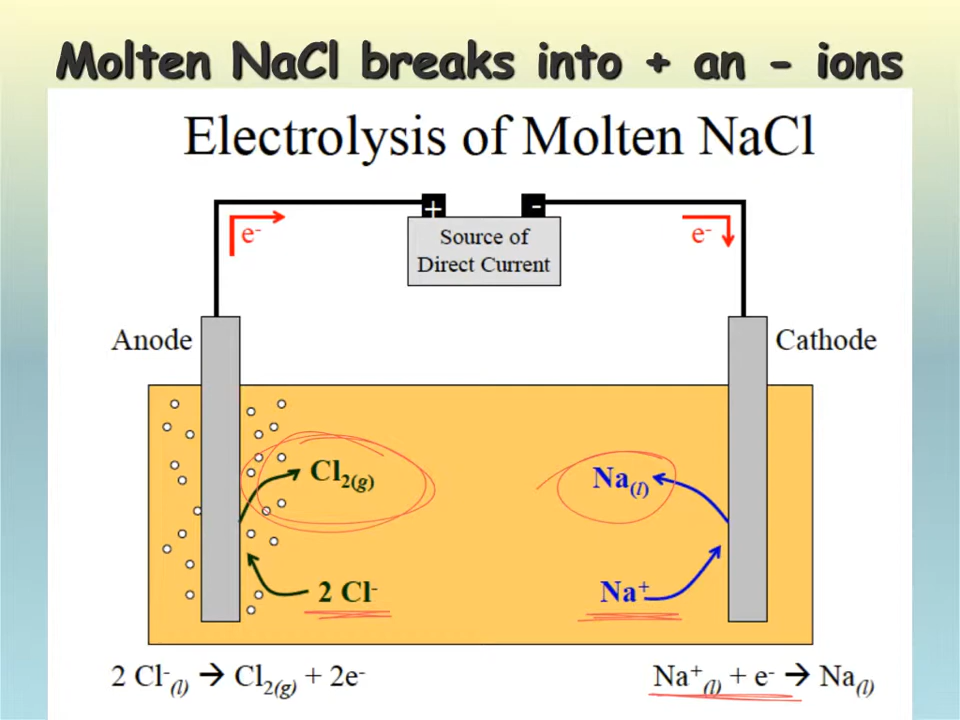 Molten NaCl breaks into + an - ions
Electrolysis of Molten NaCl
+ -
e⁻
Source of
Direct Current
e⁻
Anode
Cathode
Cl₂(g)
Na(l)
2 Cl⁻
Na⁺
2 Cl⁻(l) → Cl₂(g) + 2e⁻
Na⁺(l) + e⁻ → Na(l)